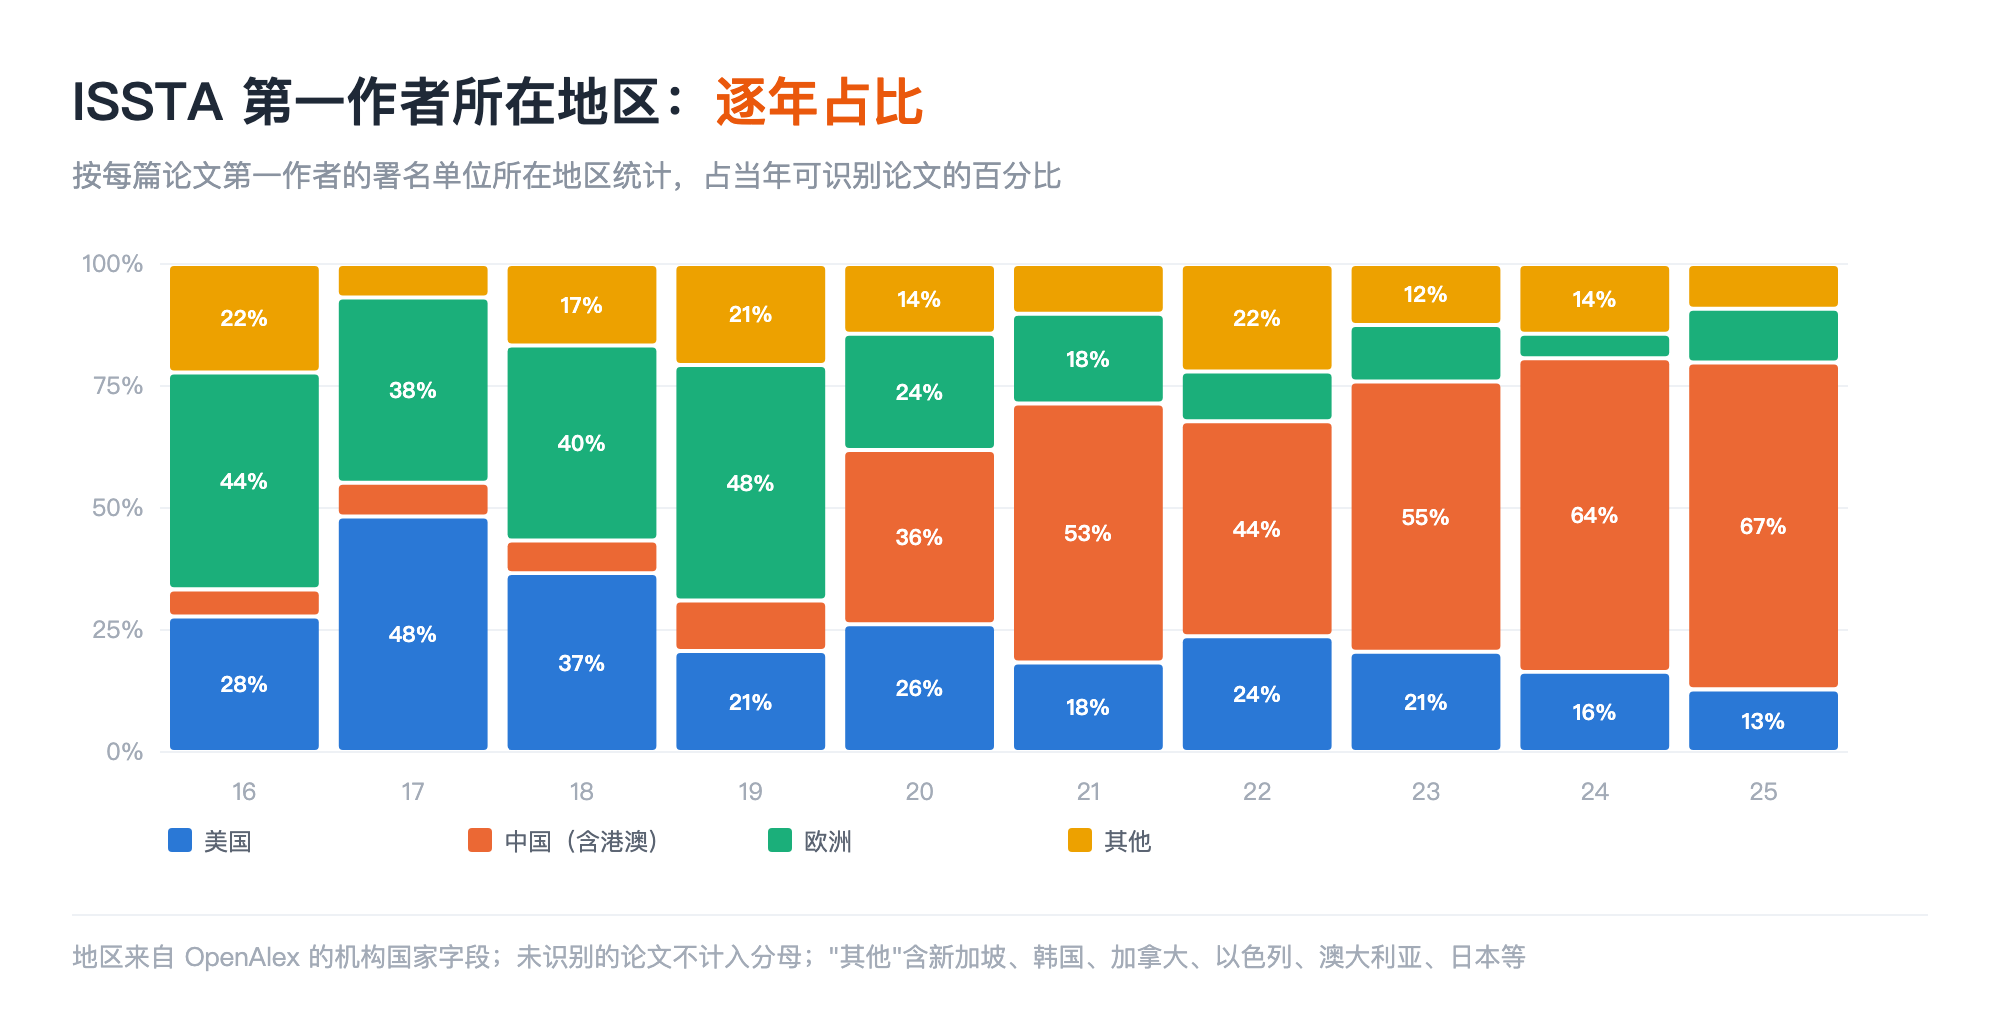 ISSTA 第一作者所在地区：逐年占比
按每篇论文第一作者的署名单位所在地区统计，占当年可识别论文的百分比
100%
75%
50%
25%
0%
22% 17% 21% 14% 22% 12% 14%
44% 38% 40% 48% 24% 18%
36% 53% 44% 55% 64% 67%
28% 48% 37% 21% 26% 18% 24% 21% 16% 13%
16 17 18 19 20 21 22 23 24 25
美国 中国（含港澳） 欧洲 其他
地区来自 OpenAlex 的机构国家字段；未识别的论文不计入分母；"其他"含新加坡、韩国、加拿大、以色列、澳大利亚、日本等